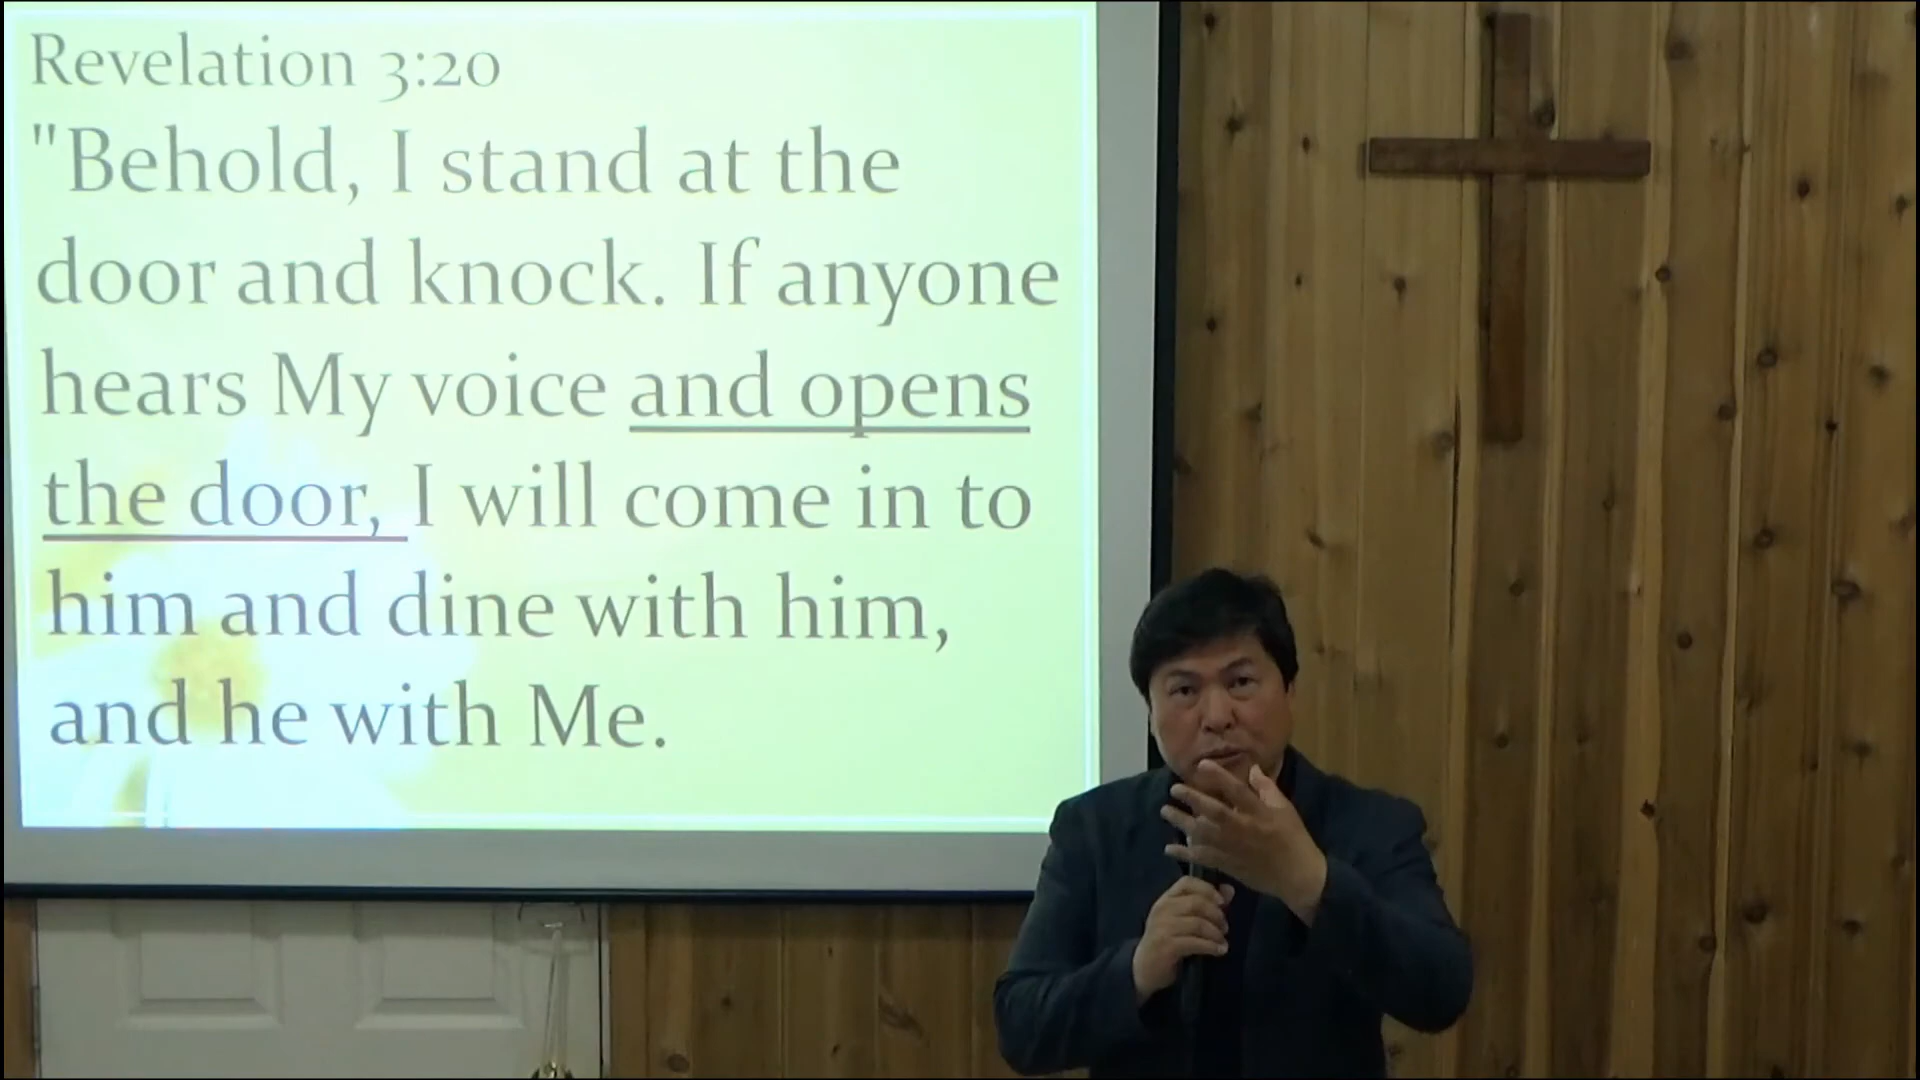 Revelation 3:20
"Behold, I stand at the
door and knock. If anyone
hears My voice and opens
the door, I will come in to
him and dine with him,
and he with Me.